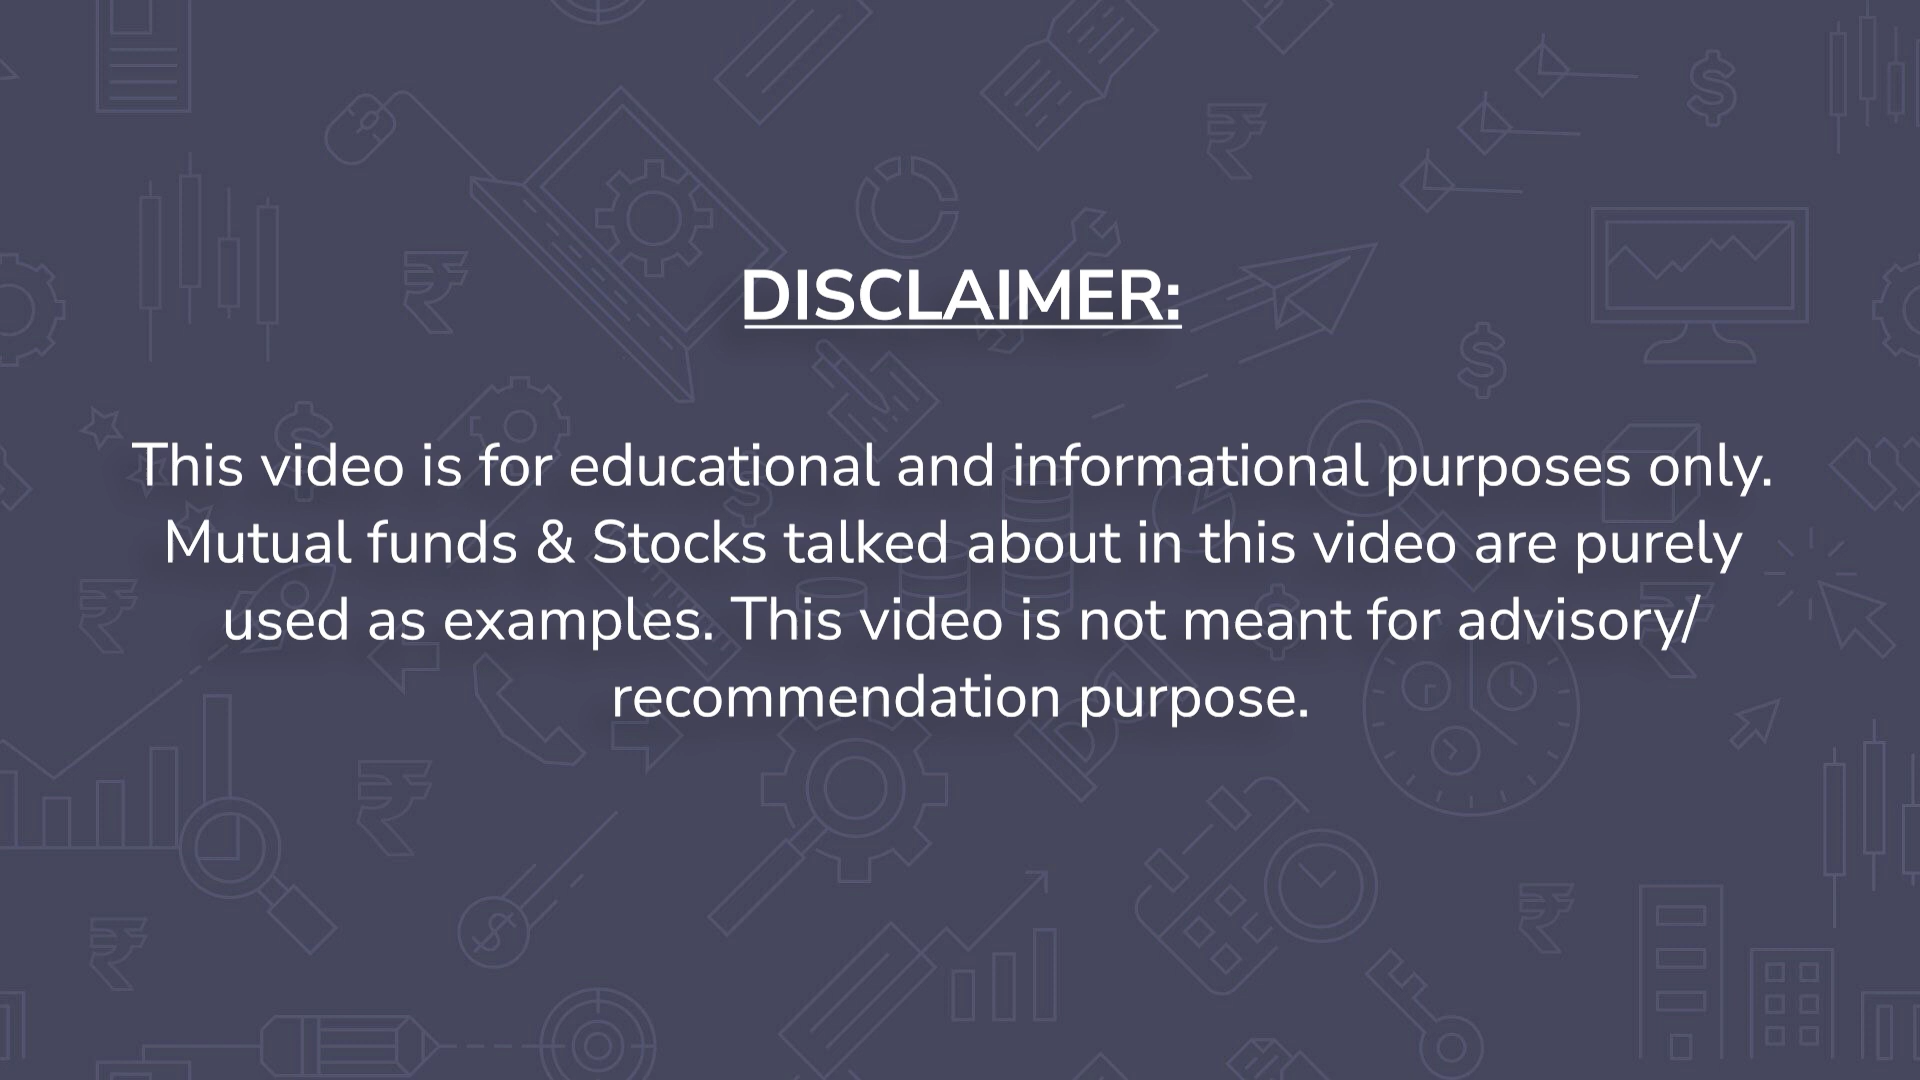 DISCLAIMER:
This video is for educational and informational purposes only.
Mutual funds & Stocks talked about in this video are purely
used as examples. This video is not meant for advisory/
recommendation purpose.